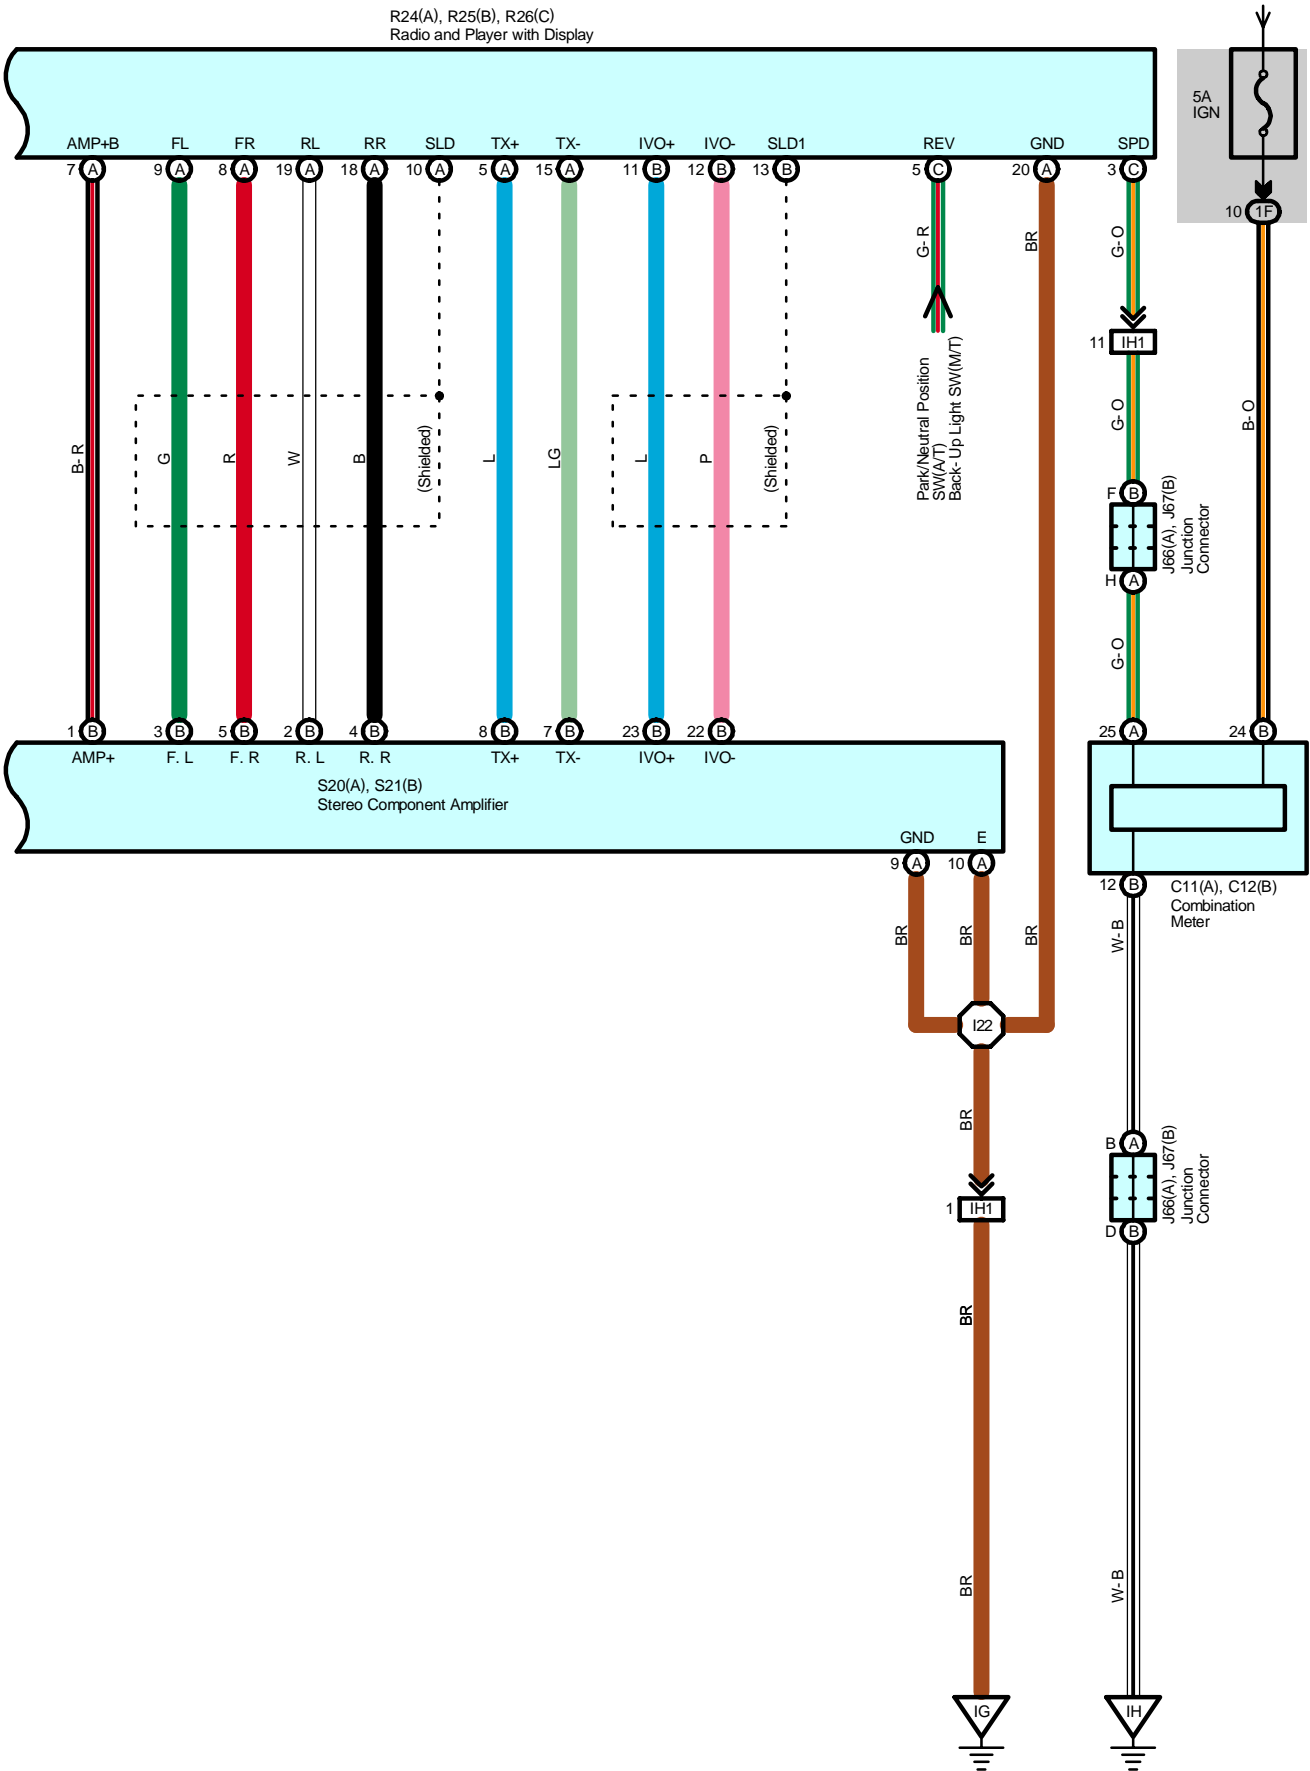 R24(A), R25(B), R26(C)
Radio and Player with Display
5A
IGN
AMP+B FL FR RL RR SLD TX+ TX- IVO+ IVO- SLD1 REV GND SPD
7 A 9 A 8 A 19 A 18 A 10 A 5 A 15 A 11 B 12 B 13 B 5 C 20 A 3 C
10 1F
G-R
BR
G-O
11 IH1
Park/Neutral Position
SW(A/T)
Back-Up Light SW(M/T)
B-R
G
R
W
B
(Shielded)
L
LG
L
P
(Shielded)
G-O
B-O
F B
J66(A), J67(B)
Junction
Connector
H A
G-O
1 B 3 B 5 B 2 B 4 B 8 B 7 B 23 B 22 B 25 A 24 B
AMP+ F. L F. R R. L R. R TX+ TX- IVO+ IVO-
S20(A), S21(B)
Stereo Component Amplifier
GND E
9 A 10 A
12 B
C11(A), C12(B)
Combination
Meter
BR
BR
BR
W-B
I22
BR
B A
J66(A), J67(B)
Junction
Connector
D B
1 IH1
BR
BR
W-B
IG
IH